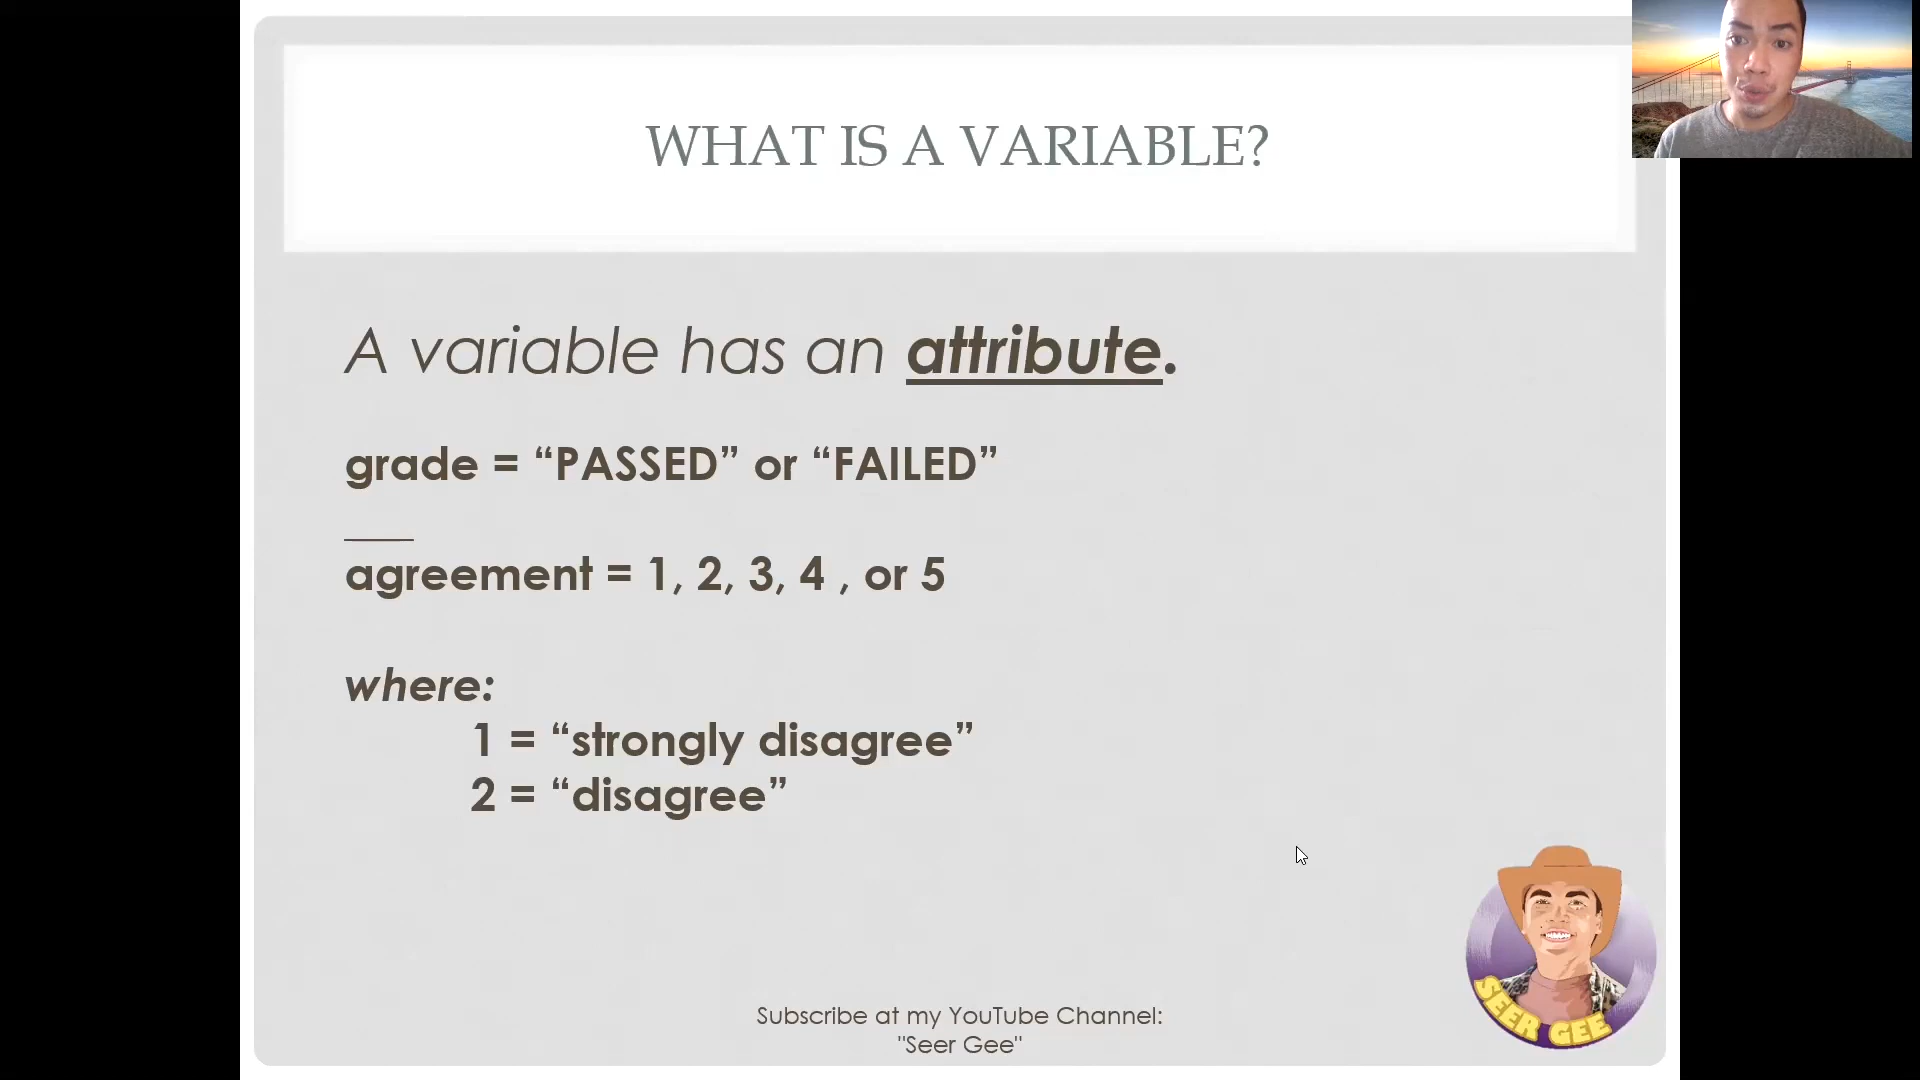 WHAT IS A VARIABLE?
A variable has an attribute.
grade = “PASSED” or “FAILED”
___
agreement = 1, 2, 3, 4 , or 5
where:
1 = “strongly disagree”
2 = “disagree”
SEER GEE
Subscribe at my YouTube Channel:
"Seer Gee"